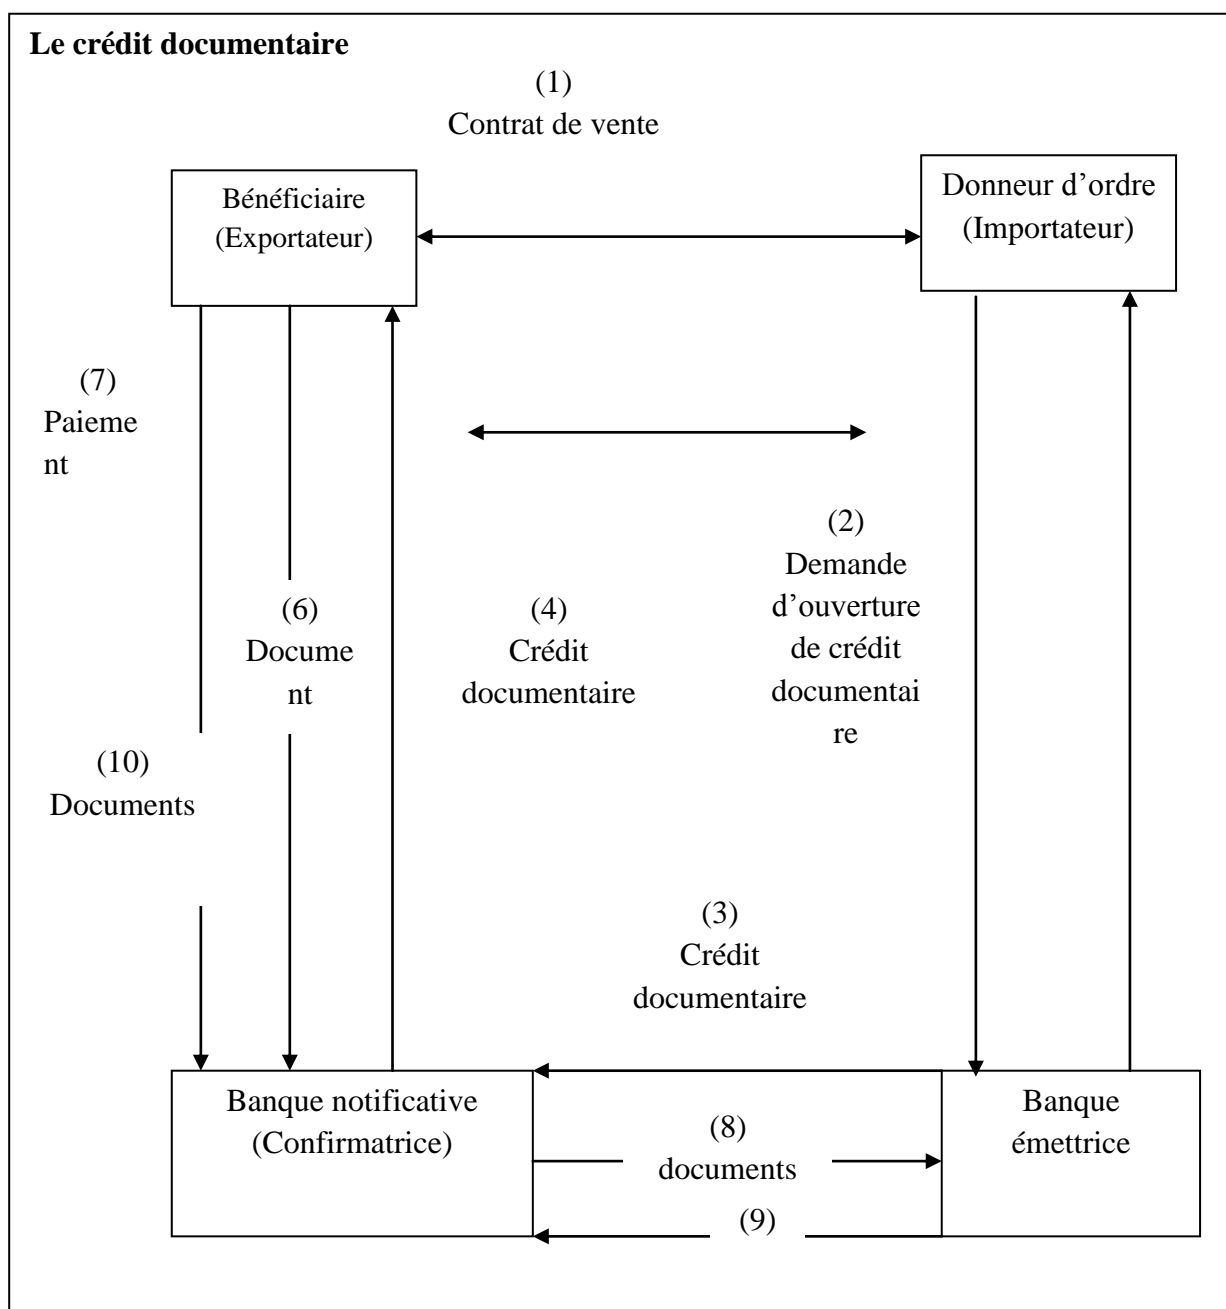 Le crédit documentaire
(1)
Contrat de vente
Bénéficiaire
(Exportateur)
Donneur d’ordre
(Importateur)
(7)
Paieme
nt
(2)
Demande
d’ouverture
de crédit
documentai
re
(6)
Docume
nt
(4)
Crédit
documentaire
(10)
Documents
(3)
Crédit
documentaire
Banque notificative
(Confirmatrice)
(8)
documents
(9)
Banque
émettrice